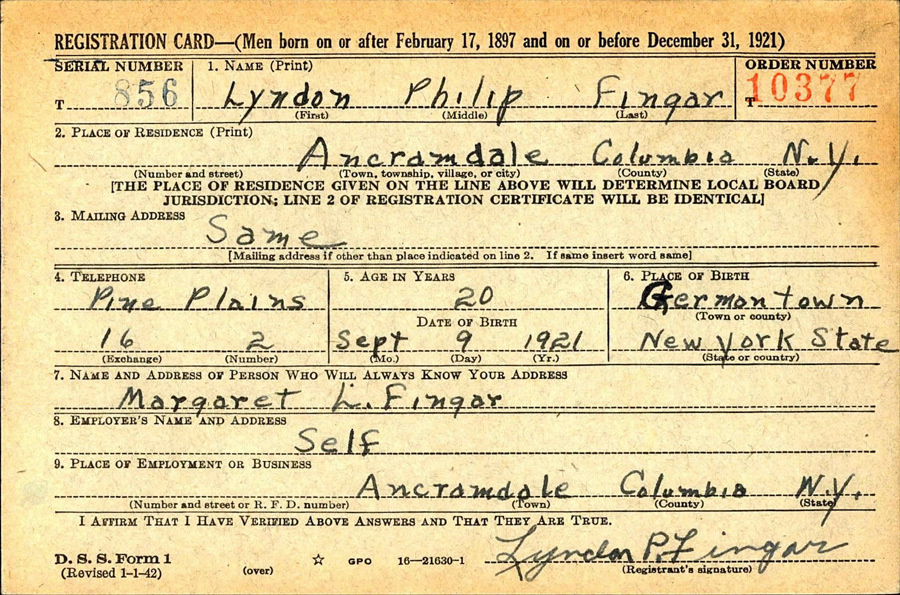 REGISTRATION CARD—(Men born on or after February 17, 1897 and on or before December 31, 1921)
SERIAL NUMBER 1. NAME (Print) ORDER NUMBER
T 856 Lyndon Philip Fingar T 10377
(First) (Middle) (Last)
2. PLACE OF RESIDENCE (Print)
Ancramdale Columbia N.Y.
(Number and street) (Town, township, village, or city) (County) (State)
[THE PLACE OF RESIDENCE GIVEN ON THE LINE ABOVE WILL DETERMINE LOCAL BOARD
JURISDICTION; LINE 2 OF REGISTRATION CERTIFICATE WILL BE IDENTICAL]
3. MAILING ADDRESS
Same
[Mailing address if other than place indicated on line 2. If same insert word same]
4. TELEPHONE 5. AGE IN YEARS 6. PLACE OF BIRTH
Pine Plains 20 Germantown
DATE OF BIRTH (Town or county)
16 2 Sept 9 1921 New York State
(Exchange) (Number) (Mo.) (Day) (Yr.) (State or country)
7. NAME AND ADDRESS OF PERSON WHO WILL ALWAYS KNOW YOUR ADDRESS
Margaret L. Fingar
8. EMPLOYER'S NAME AND ADDRESS
Self
9. PLACE OF EMPLOYMENT OR BUSINESS
Ancramdale Columbia N.Y.
(Number and street or R. F. D. number) (Town) (County) (State)
I AFFIRM THAT I HAVE VERIFIED ABOVE ANSWERS AND THAT THEY ARE TRUE.
Lyndon P. Fingar
D. S. S. Form 1 ☆ GPO 16—21630-1
(Revised 1-1-42) (over) (Registrant's signature)